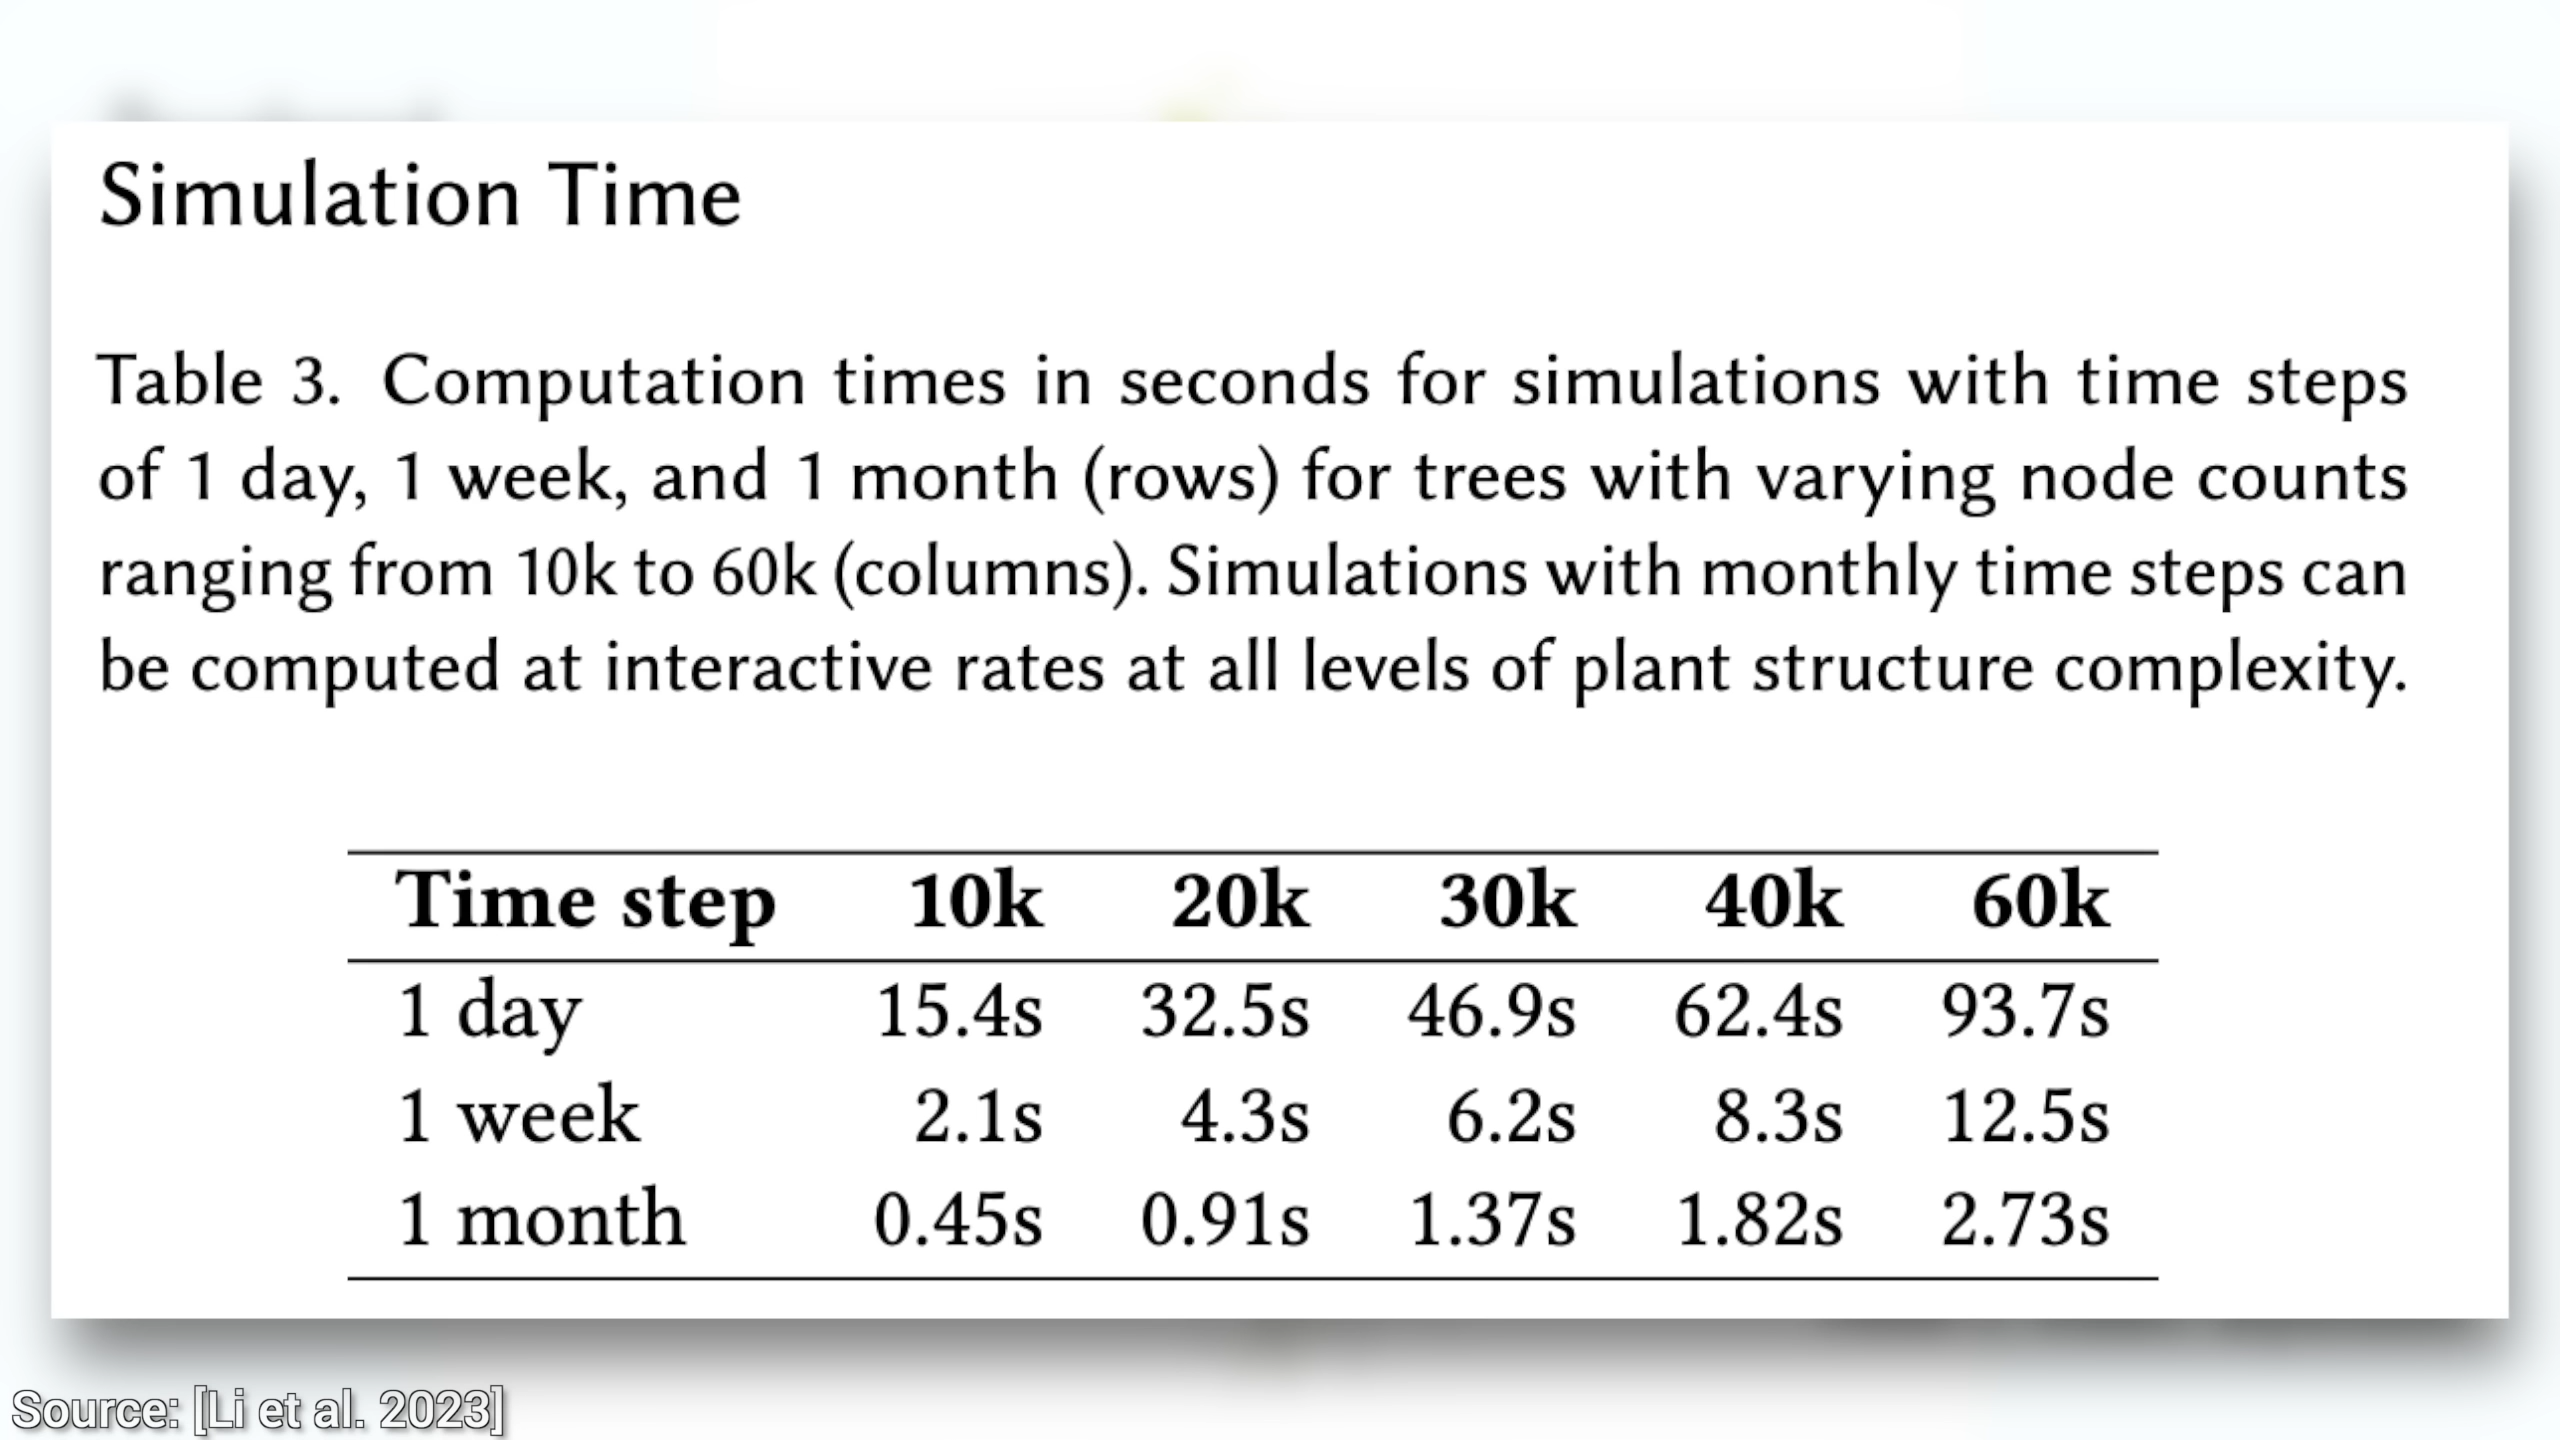 Simulation Time
Table 3. Computation times in seconds for simulations with time steps
of 1 day, 1 week, and 1 month (rows) for trees with varying node counts
ranging from 10k to 60k (columns). Simulations with monthly time steps can
be computed at interactive rates at all levels of plant structure complexity.
Time step 10k 20k 30k 40k 60k
1 day 15.4s 32.5s 46.9s 62.4s 93.7s
1 week 2.1s 4.3s 6.2s 8.3s 12.5s
1 month 0.45s 0.91s 1.37s 1.82s 2.73s
Source: [Li et al. 2023]